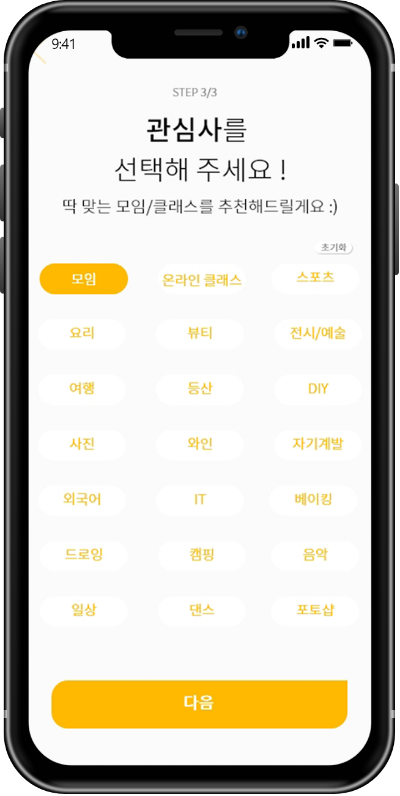 9:41
STEP 3/3
관심사를
선택해 주세요 !
딱 맞는 모임/클래스를 추천해드릴게요 :)
초기화
모임 온라인 클래스 스포츠
요리 뷰티 전시/예술
여행 등산 DIY
사진 와인 자기계발
외국어 IT 베이킹
드로잉 캠핑 음악
일상 댄스 포토샵
다음